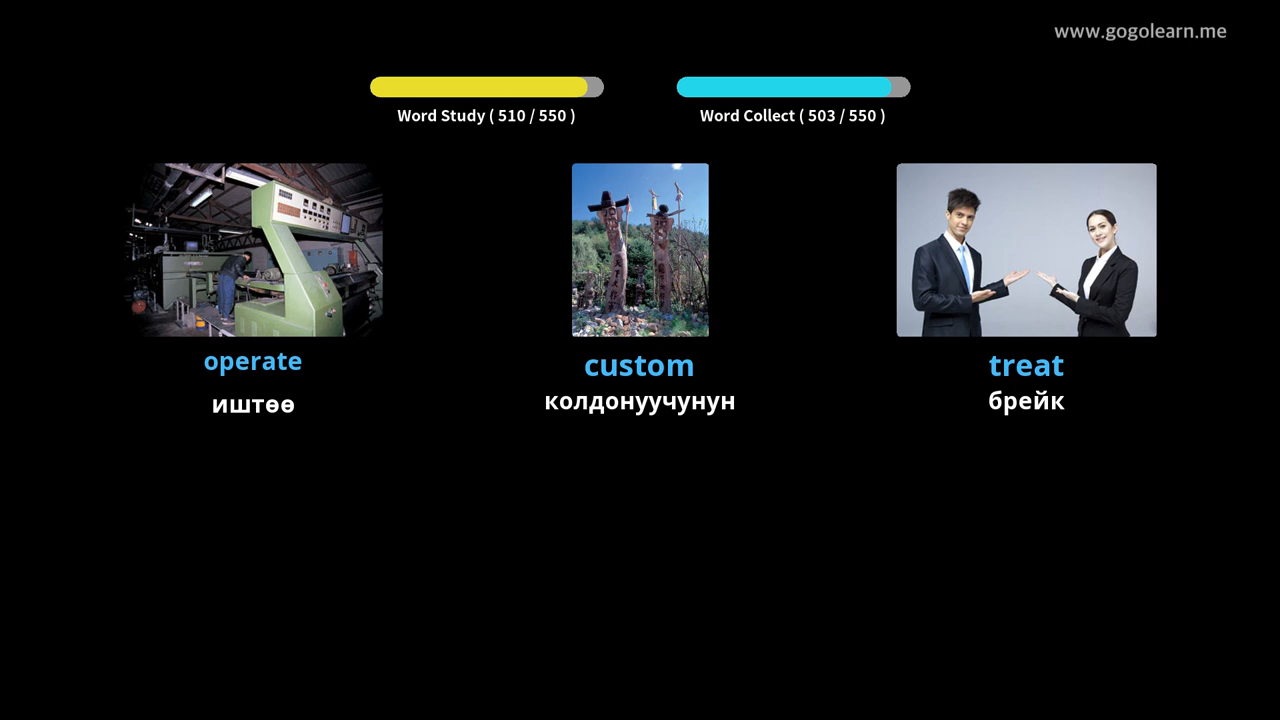 www.gogolearn.me
Word Study ( 510 / 550 )
Word Collect ( 503 / 550 )
operate
custom
treat
иштөө
колдонуучунун
брейк